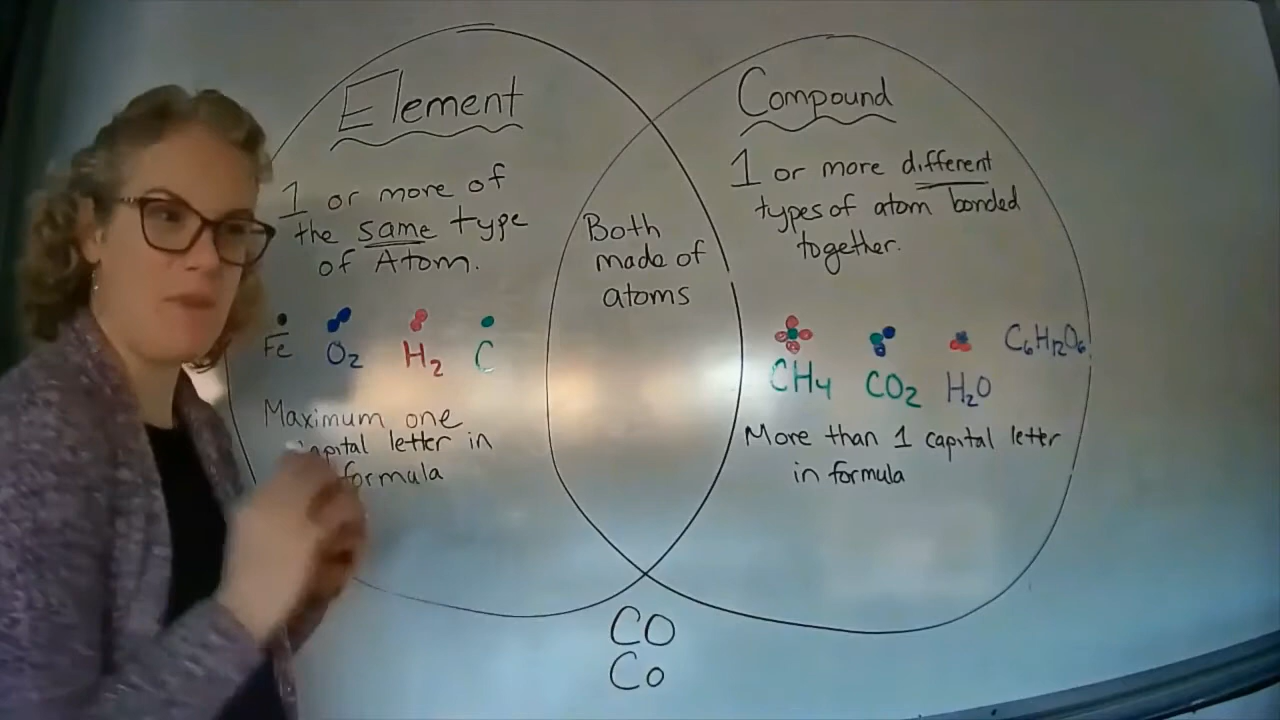 Element
1 or more of
the same type
of Atom.
Fe O₂ H₂ C
Maximum one
capital letter in
formula
Both
made of
atoms
Compound
1 or more different
types of atom bonded
together.
CH₄ CO₂ H₂O C₆H₁₂O₆
More than 1 capital letter
in formula
CO
Co